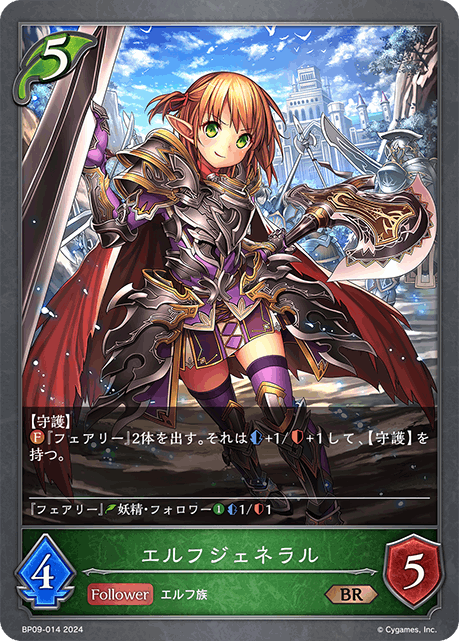 5
【守護】
F『フェアリー』2体を出す。それは+1/+1して、【守護】を
持つ。
『フェアリー』妖精・フォロワー1 1/1
エルフジェネラル
4
Follower エルフ族
BR
5
BP09-014 2024
© Cygames, Inc.